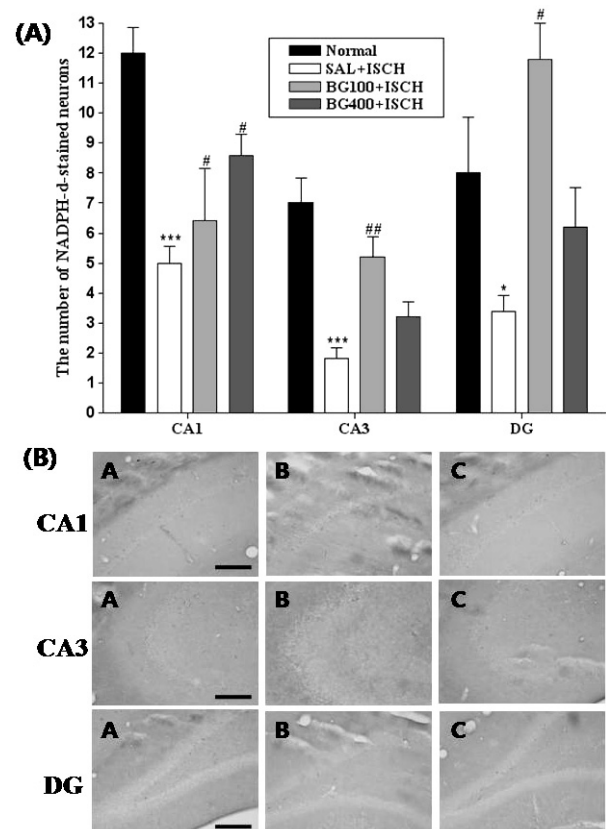 (A)
The number of NADPH-d-stained neurons
13
12
11
10
9
8
7
6
5
4
3
2
1
0
Normal
SAL+ISCH
BG100+ISCH
BG400+ISCH
***
#
#
***
##
*
#
CA1
CA3
DG
(B)
CA1
A
B
C
CA3
A
B
C
DG
A
B
C